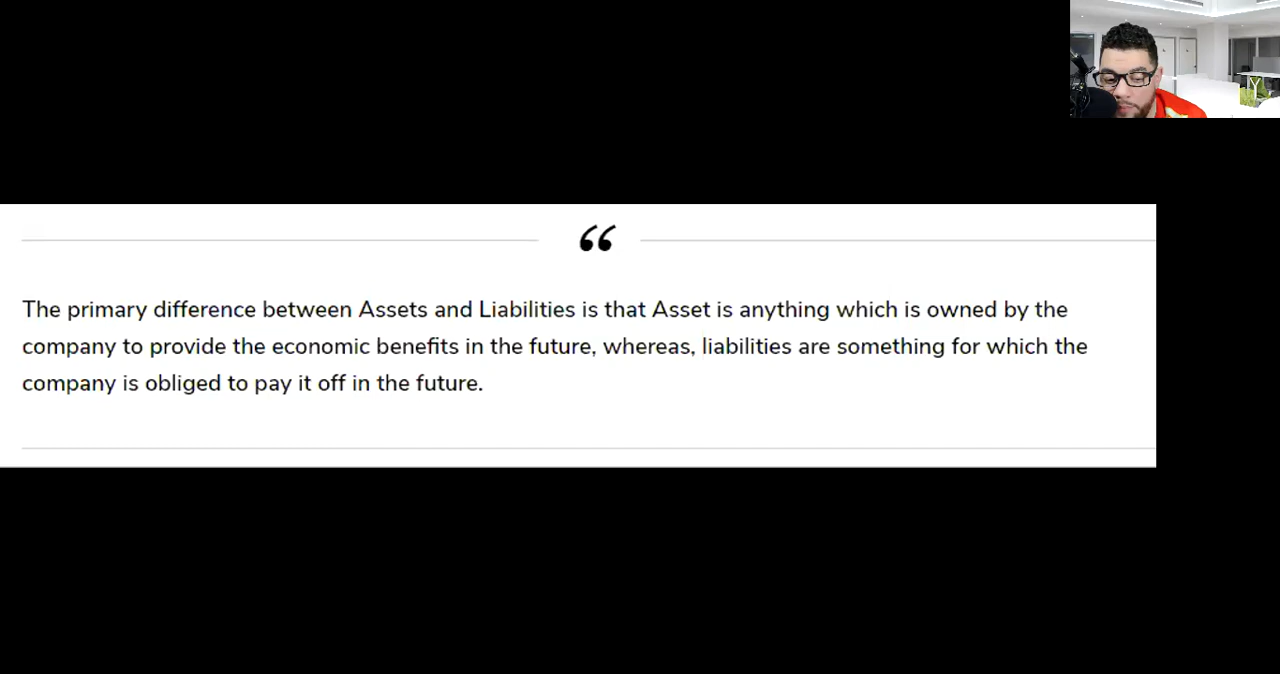 “
The primary difference between Assets and Liabilities is that Asset is anything which is owned by the
company to provide the economic benefits in the future, whereas, liabilities are something for which the
company is obliged to pay it off in the future.